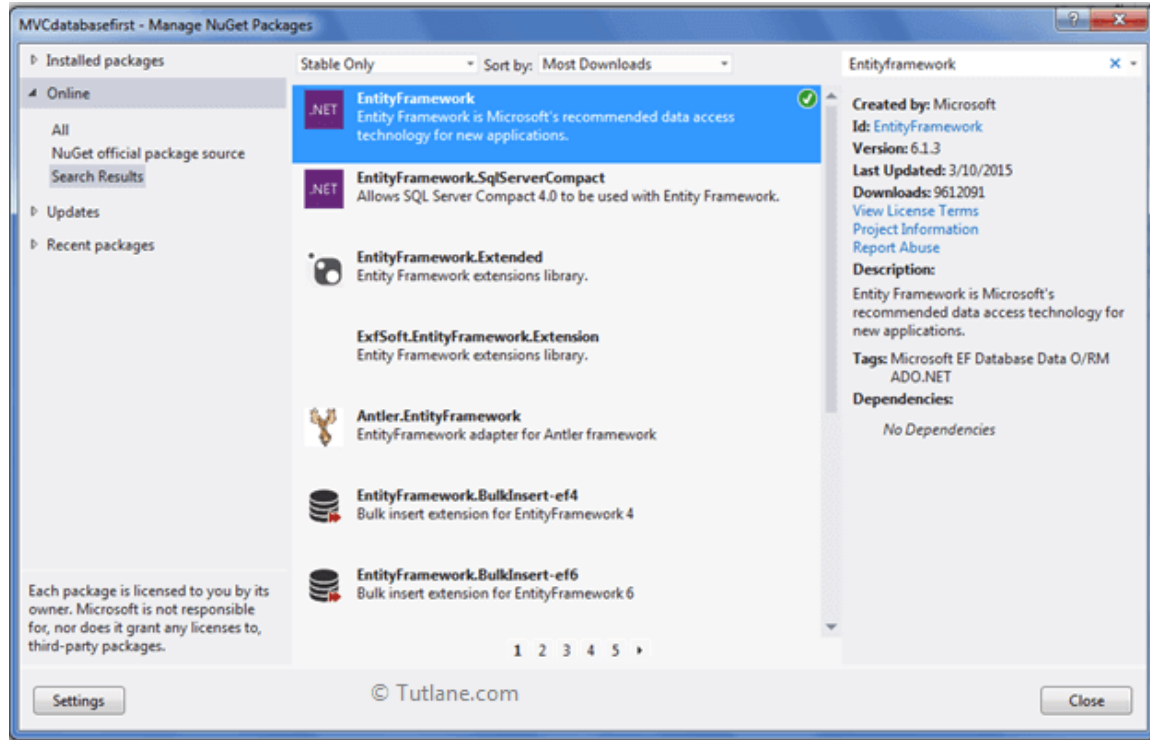 MVCdatabasefirst - Manage NuGet Packages
?
Installed packages
Online
All
NuGet official package source
Search Results
Updates
Recent packages
Each package is licensed to you by its
owner. Microsoft is not responsible
for, nor does it grant any licenses to,
third-party packages.
Settings
Stable Only
Sort by: Most Downloads
.NET
EntityFramework
Entity Framework is Microsoft's recommended data access
technology for new applications.
.NET
EntityFramework.SqlServerCompact
Allows SQL Server Compact 4.0 to be used with Entity Framework.
EntityFramework.Extended
Entity Framework extensions library.
ExfSoft.EntityFramework.Extension
Entity Framework extensions library.
Antler.EntityFramework
EntityFramework adapter for Antler framework
EntityFramework.BulkInsert-ef4
Bulk insert extension for EntityFramework 4
EntityFramework.BulkInsert-ef6
Bulk insert extension for EntityFramework 6
1 2 3 4 5
© Tutlane.com
Entityframework
Created by: Microsoft
Id: EntityFramework
Version: 6.1.3
Last Updated: 3/10/2015
Downloads: 9612091
View License Terms
Project Information
Report Abuse
Description:
Entity Framework is Microsoft's
recommended data access technology for
new applications.
Tags: Microsoft EF Database Data O/RM
ADO.NET
Dependencies:
No Dependencies
Close